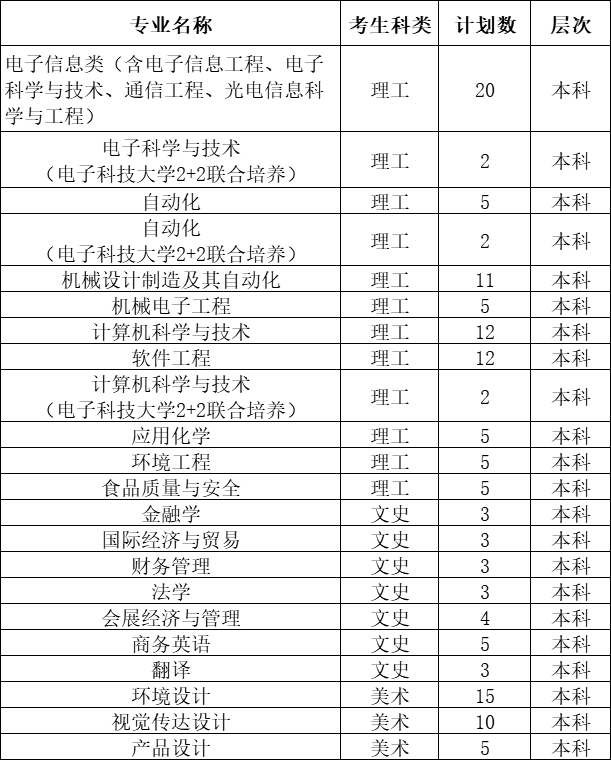 专业名称 考生科类 计划数 层次
电子信息类（含电子信息工程、电子
科学与技术、通信工程、光电信息科
学与工程） 理工 20 本科
电子科学与技术
（电子科技大学2+2联合培养） 理工 2 本科
自动化 理工 5 本科
自动化
（电子科技大学2+2联合培养） 理工 2 本科
机械设计制造及其自动化 理工 11 本科
机械电子工程 理工 5 本科
计算机科学与技术 理工 12 本科
软件工程 理工 12 本科
计算机科学与技术
（电子科技大学2+2联合培养） 理工 2 本科
应用化学 理工 5 本科
环境工程 理工 5 本科
食品质量与安全 理工 5 本科
金融学 文史 3 本科
国际经济与贸易 文史 3 本科
财务管理 文史 3 本科
法学 文史 3 本科
会展经济与管理 文史 4 本科
商务英语 文史 5 本科
翻译 文史 3 本科
环境设计 美术 15 本科
视觉传达设计 美术 10 本科
产品设计 美术 5 本科